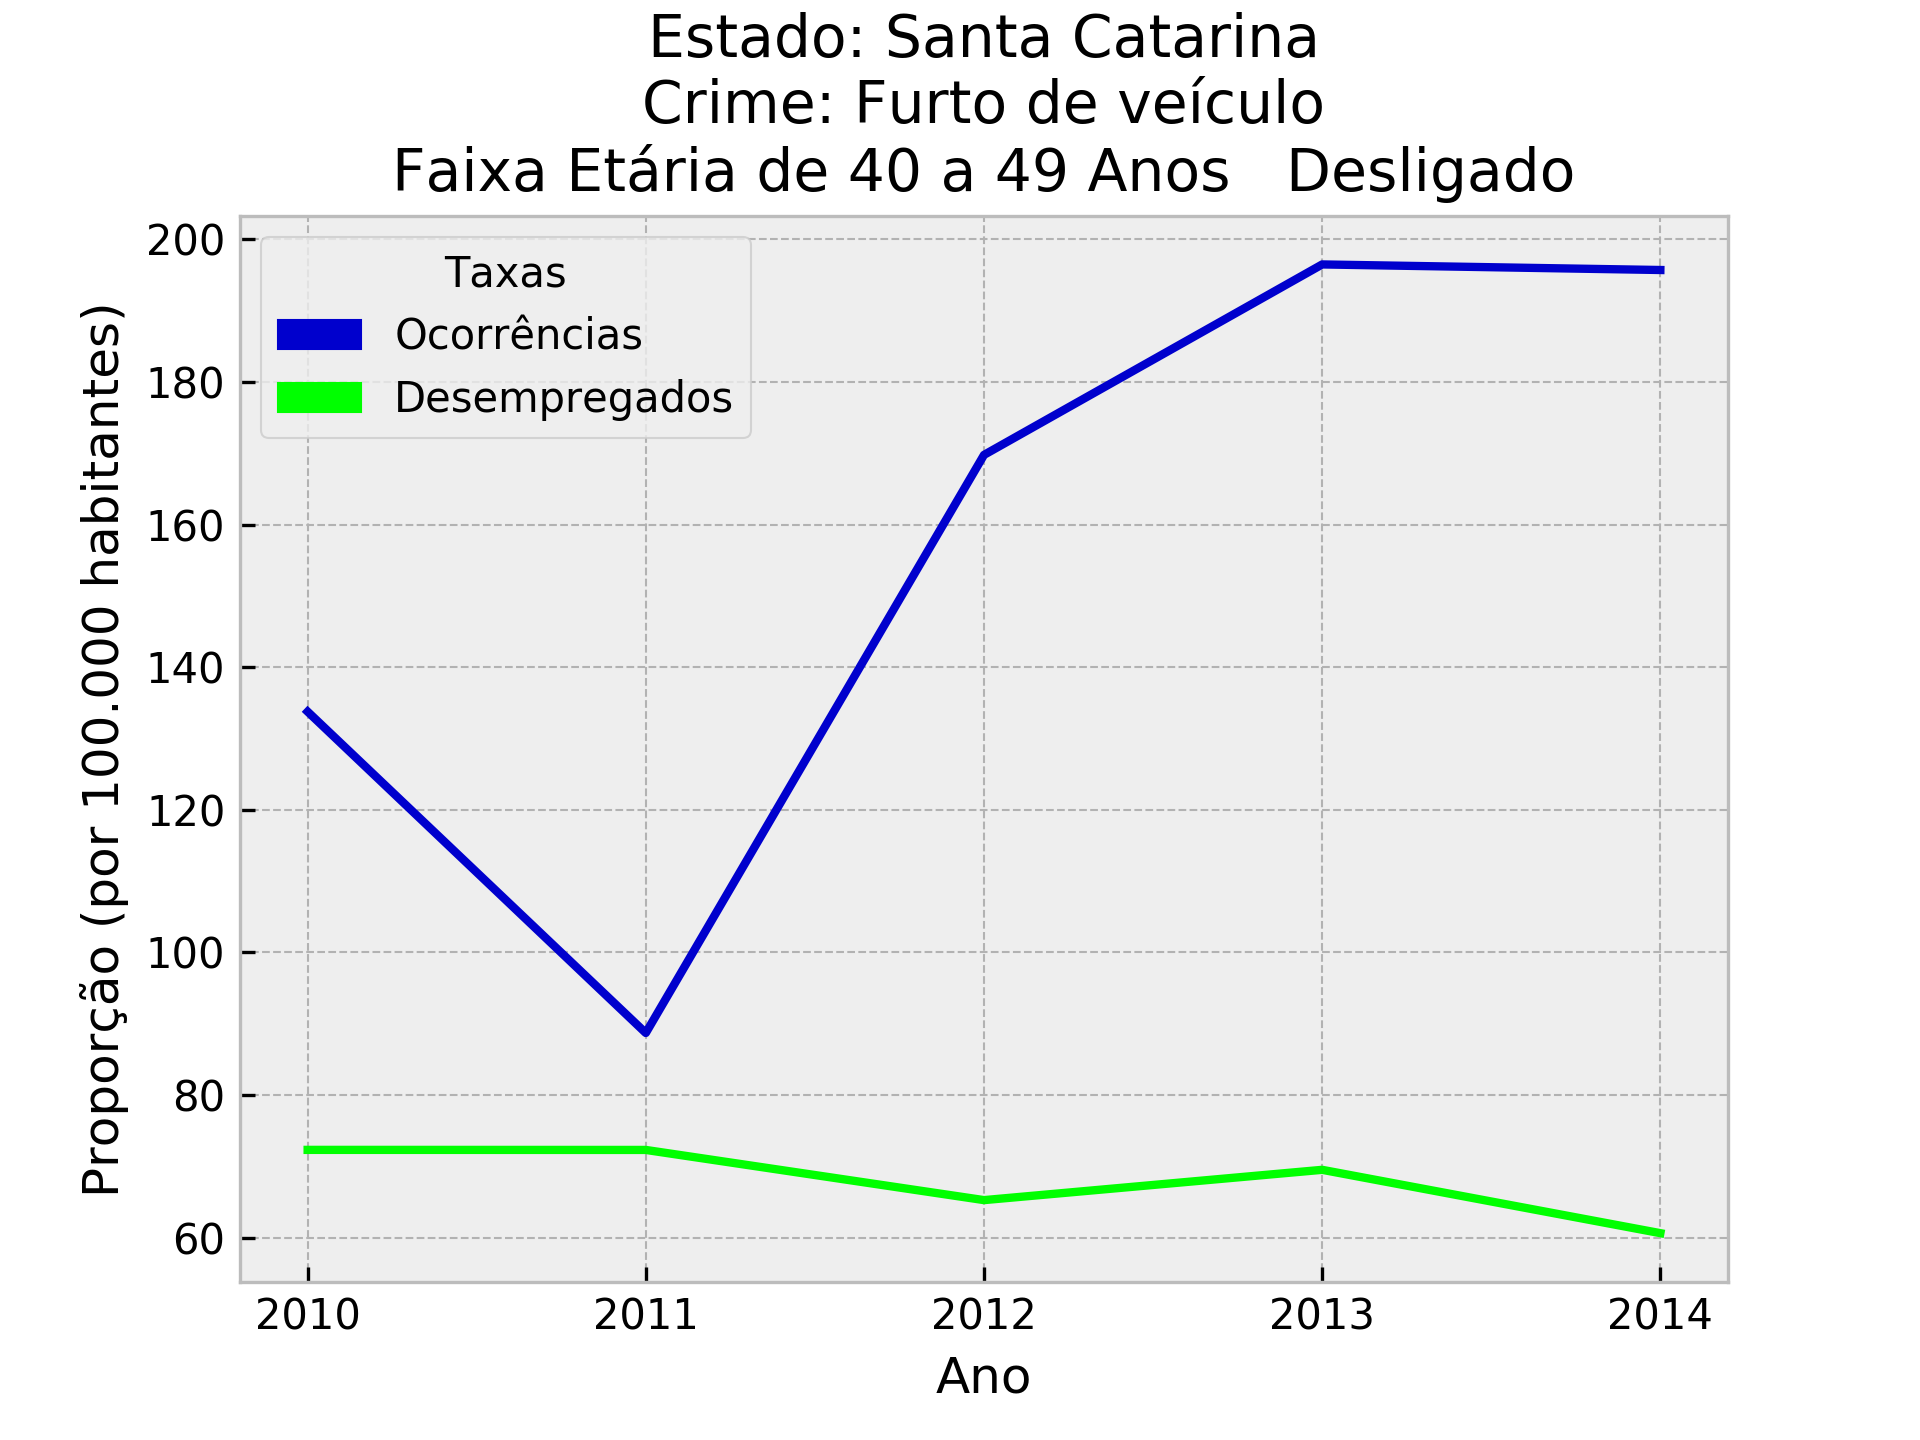 Estado: Santa Catarina
Crime: Furto de veículo
Faixa Etária de 40 a 49 Anos   Desligado
Proporção (por 100.000 habitantes)
200
180
160
140
120
100
80
60
Taxas
Ocorrências
Desempregados
2010 2011 2012 2013 2014
Ano